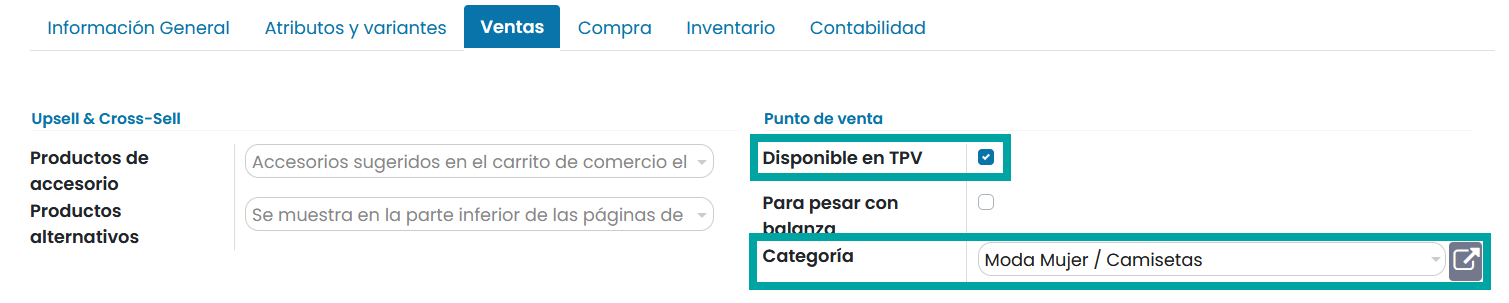 Información General Atributos y variantes Ventas Compra Inventario Contabilidad
Upsell & Cross-Sell
Productos de
accesorio
Accesorios sugeridos en el carrito de comercio el
Productos
alternativos
Se muestra en la parte inferior de las páginas de
Punto de venta
Disponible en TPV
Para pesar con
balanza
Categoría
Moda Mujer / Camisetas